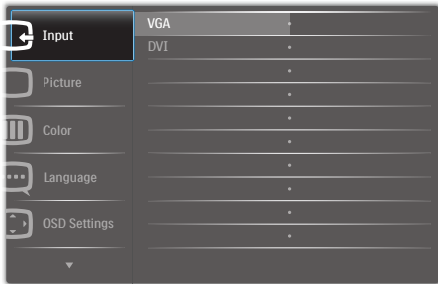 Input
VGA
DVI
Picture
Color
Language
OSD Settings